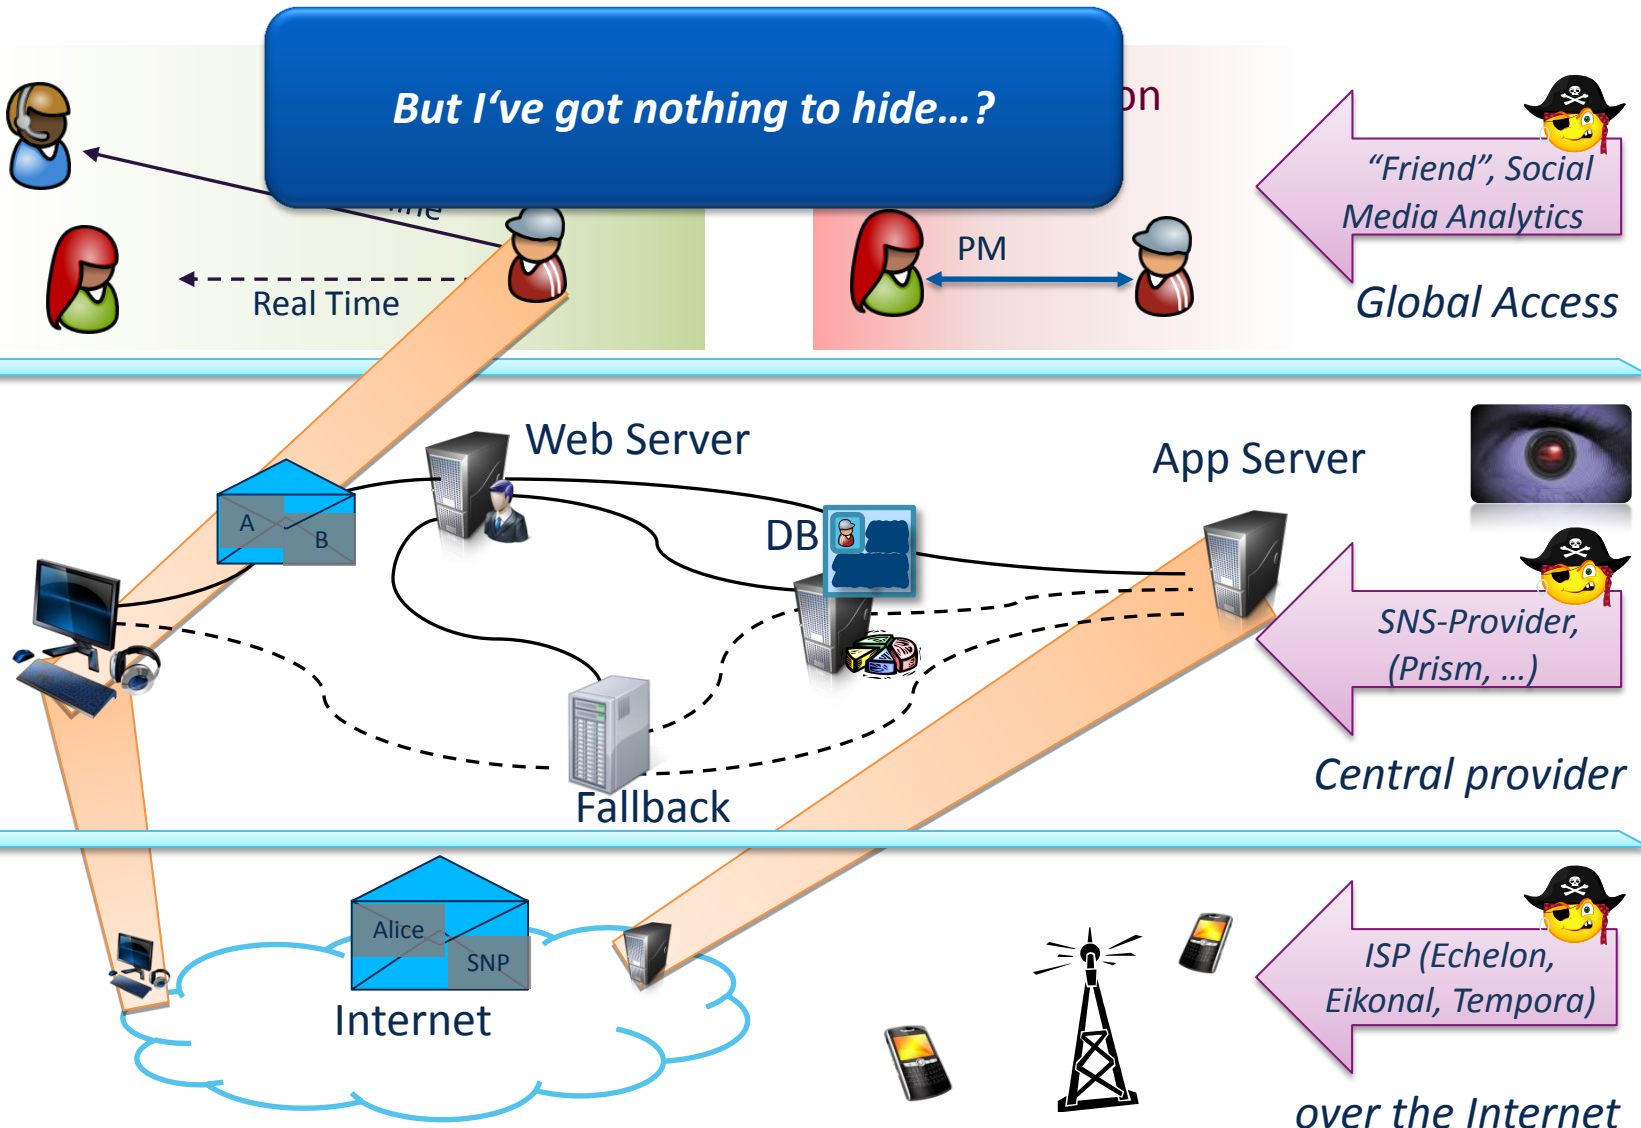 But I‘ve got nothing to hide…?
“Friend”, Social
Media Analytics
Real Time
PM
Global Access
Web Server
App Server
A
B
DB
SNS-Provider,
(Prism, …)
Fallback
Central provider
Alice
SNP
Internet
ISP (Echelon,
Eikonal, Tempora)
over the Internet